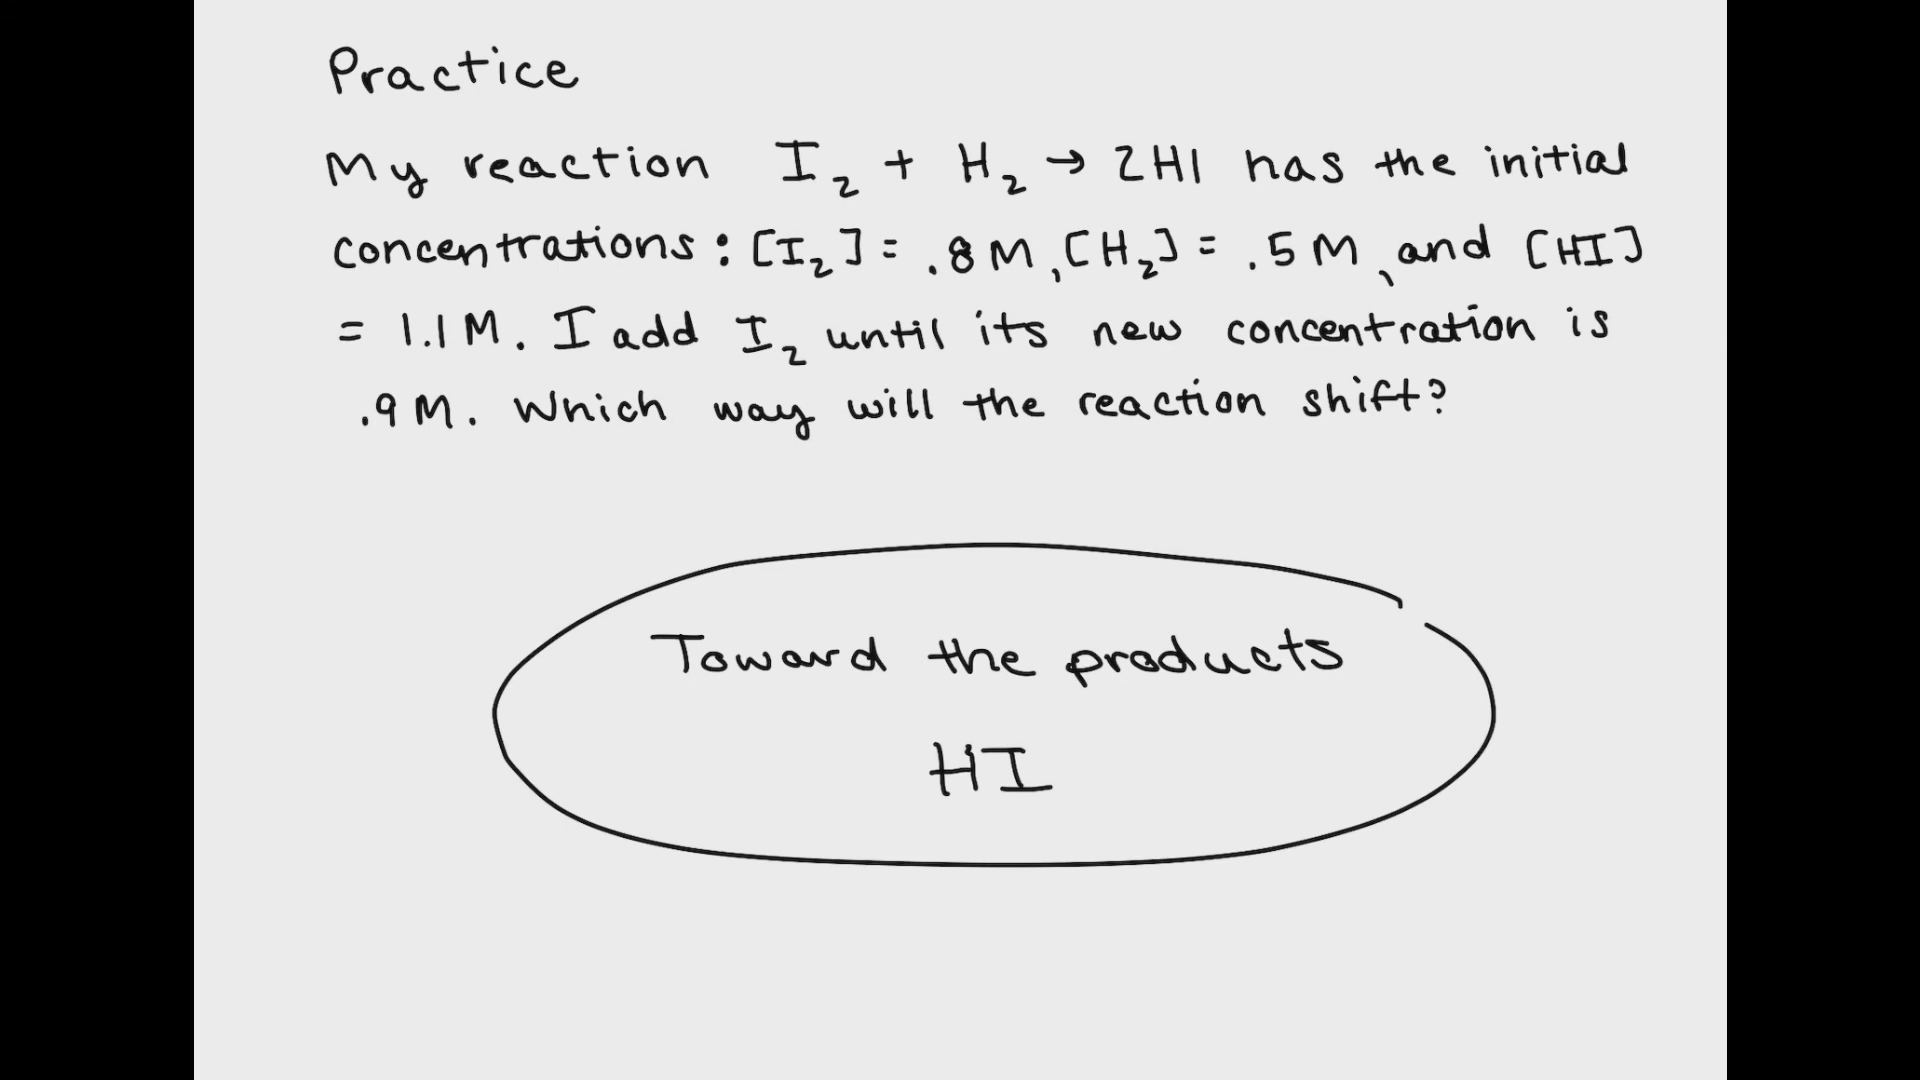 Practice
My reaction I₂ + H₂ → 2HI has the initial
concentrations: [I₂] = .8 M, [H₂] = .5 M, and [HI]
= 1.1 M. I add I₂ until its new concentration is
.9 M. Which way will the reaction shift?
Toward the products
HI